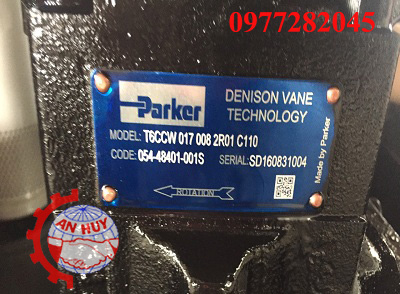 0977282045
Parker
DENISON VANE
TECHNOLOGY
MODEL: T6CCW 017 008 2R01 C110
CODE: 054-48401-001S SERIAL: SD160831004
Made by Parker
ROTATION
AN HUY